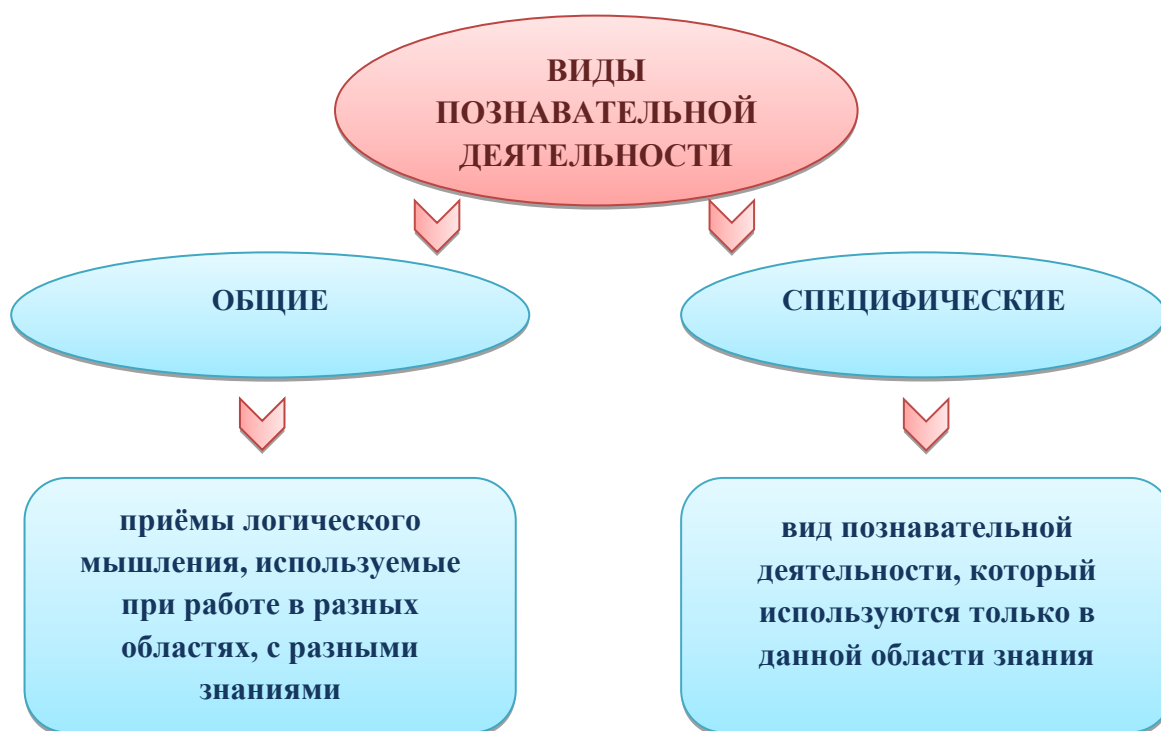 ВИДЫ
ПОЗНАВАТЕЛЬНОЙ
ДЕЯТЕЛЬНОСТИ
ОБЩИЕ
СПЕЦИФИЧЕСКИЕ
приёмы логического
мышления, используемые
при работе в разных
областях, с разными
знаниями
вид познавательной
деятельности, который
используются только в
данной области знания